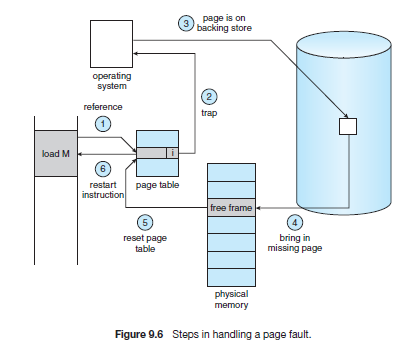 3
page is on
backing store
operating
system
2
trap
reference
1
load M
i
6
restart
instruction
page table
free frame
5
reset page
table
4
bring in
missing page
physical
memory
Figure 9.6 Steps in handling a page fault.